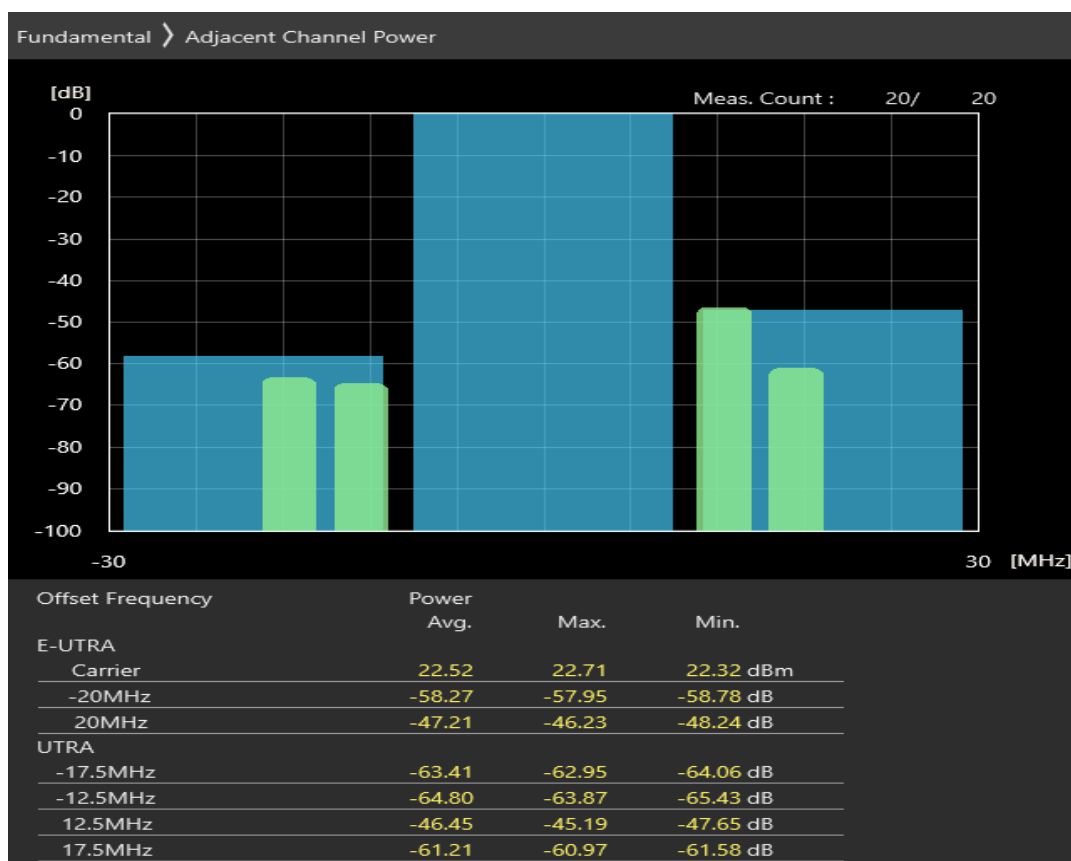 Fundamental ❯ Adjacent Channel Power
[dB]
Meas. Count : 20/ 20
0
-10
-20
-30
-40
-50
-60
-70
-80
-90
-100
-30 30 [MHz]
Offset Frequency Power
Avg. Max. Min.
E-UTRA
Carrier 22.52 22.71 22.32 dBm
-20MHz -58.27 -57.95 -58.78 dB
20MHz -47.21 -46.23 -48.24 dB
UTRA
-17.5MHz -63.41 -62.95 -64.06 dB
-12.5MHz -64.80 -63.87 -65.43 dB
12.5MHz -46.45 -45.19 -47.65 dB
17.5MHz -61.21 -60.97 -61.58 dB